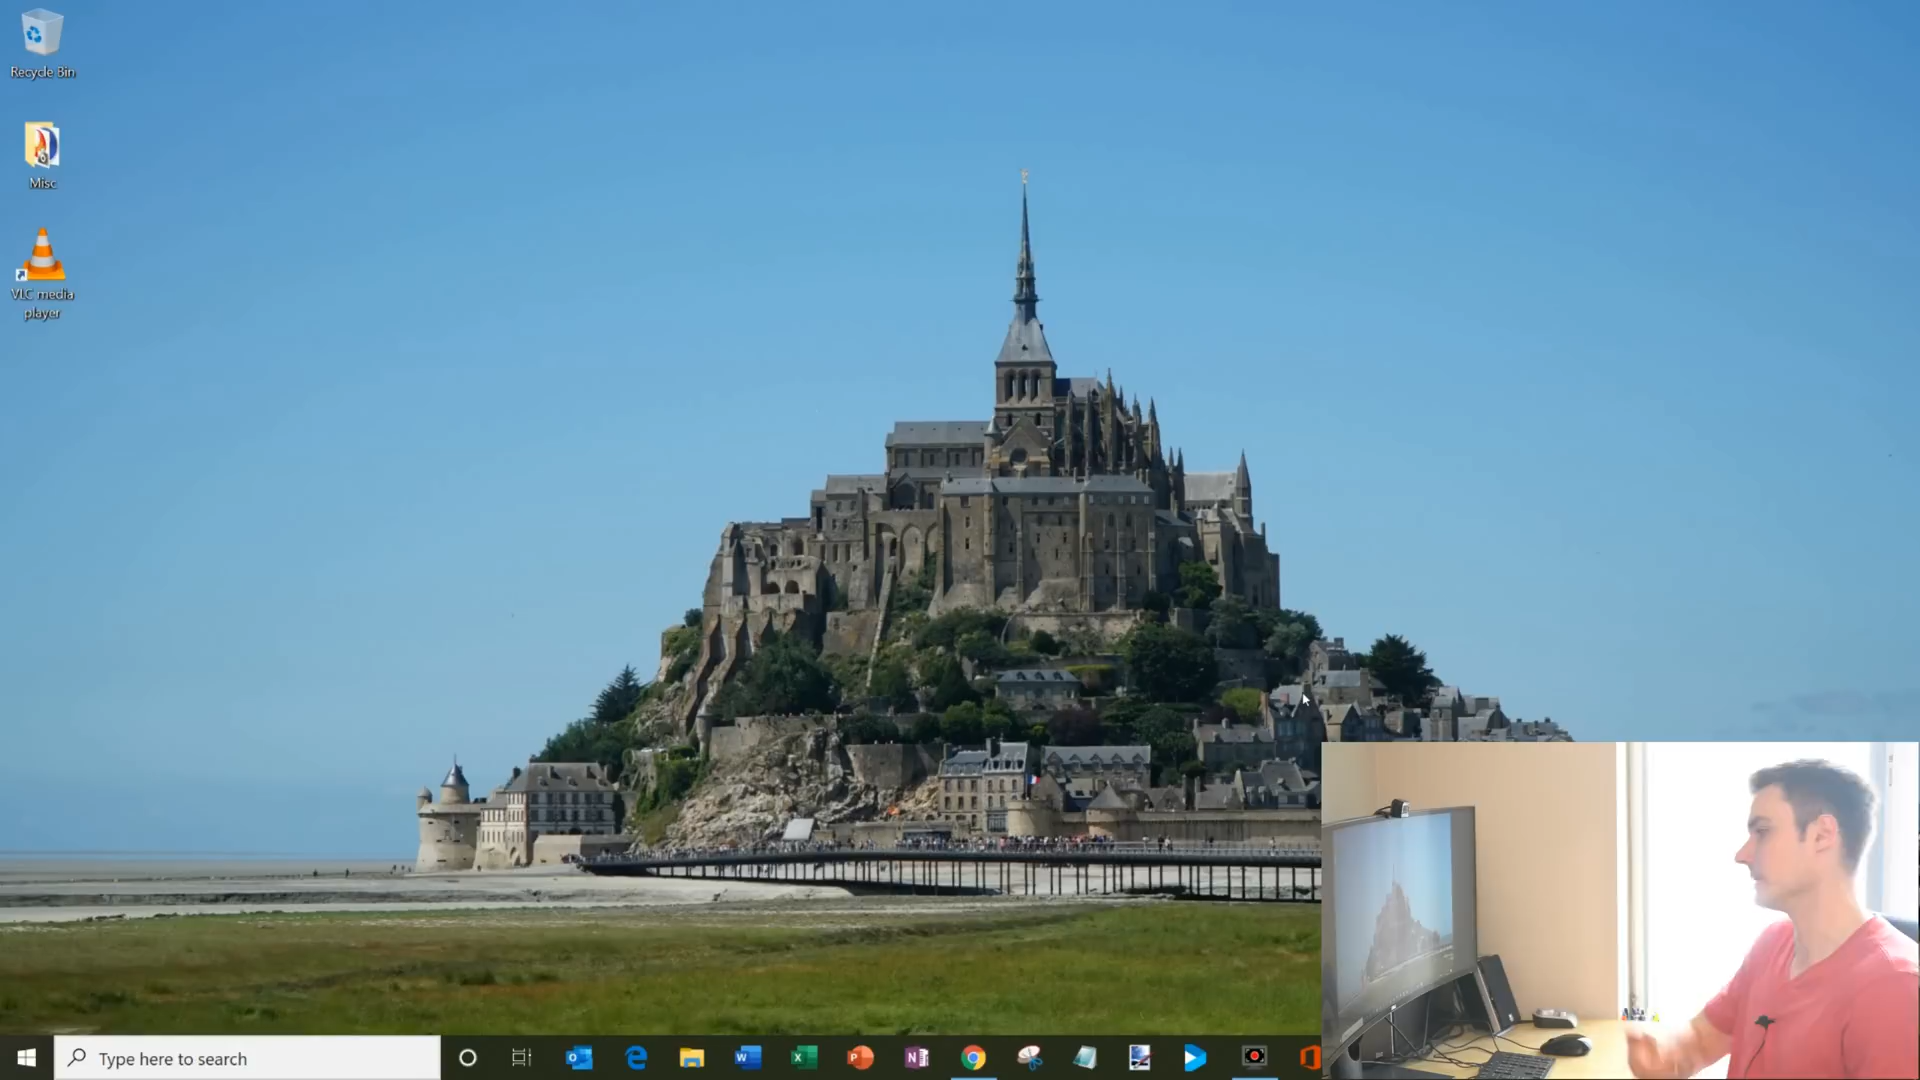 Recycle Bin
Misc
VLC media
player
Type here to search